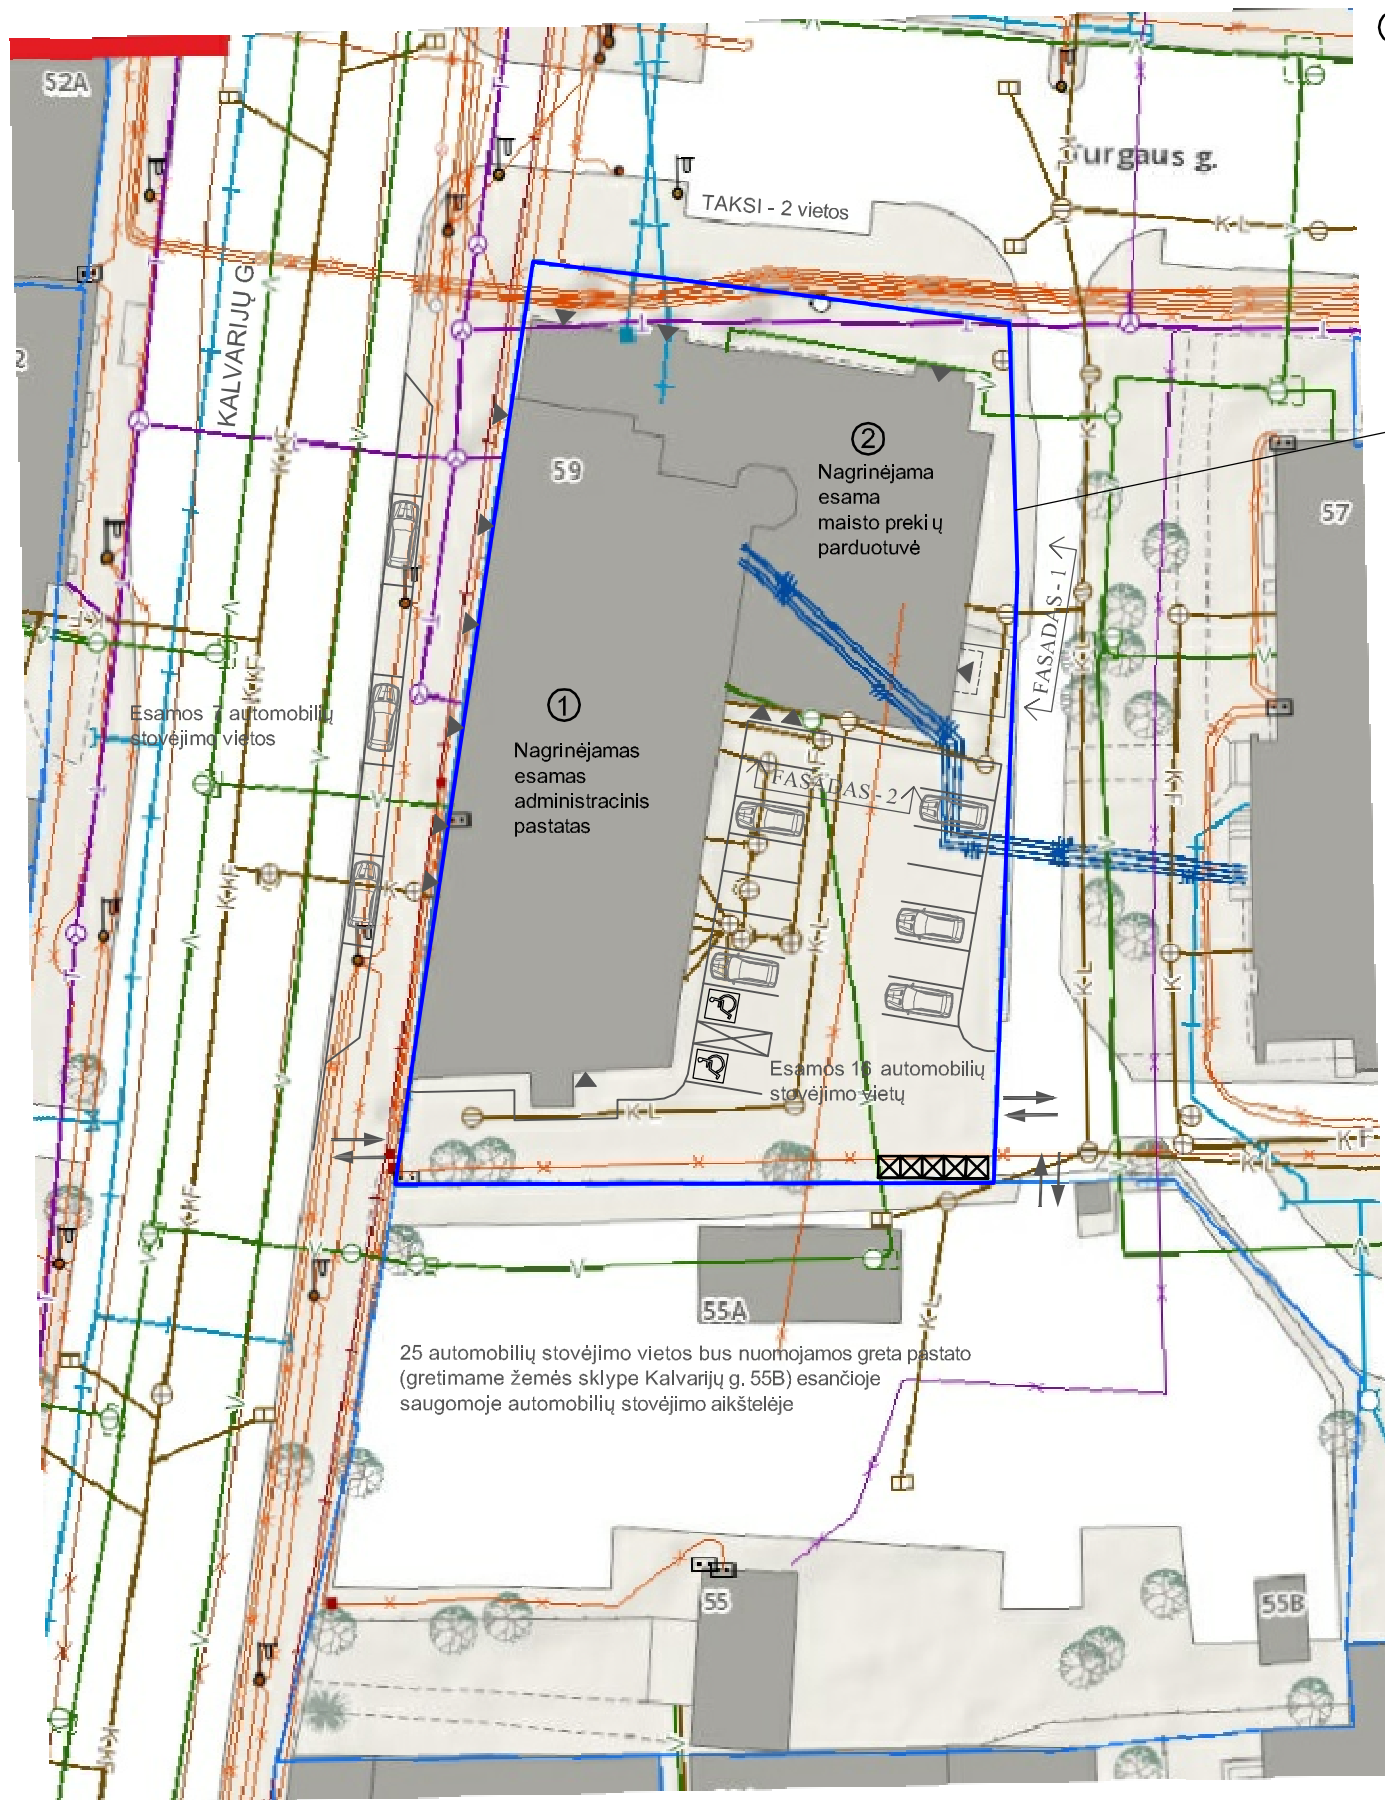 52A
Turgaus g.
TAKSI - 2 vietos
K-L
KALVARIJŲ G.
2
K-F
59
2
Nagrinėjama
esama
maisto prekių
parduotuvė
57
FASADAS - 1
1
Nagrinėjamas
esamas
administracinis
pastatas
Esamos 7 automobilių
stovėjimo vietos
FASADAS - 2
K-L
K-L
K-F
Esamos 16 automobilių
stovėjimo vietų
K-L
K-F
K-L
55A
K-L
25 automobilių stovėjimo vietos bus nuomojamos greta pastato
(gretimame žemės sklype Kalvarijų g. 55B) esančioje
saugomoje automobilių stovėjimo aikštelėje
55
55B